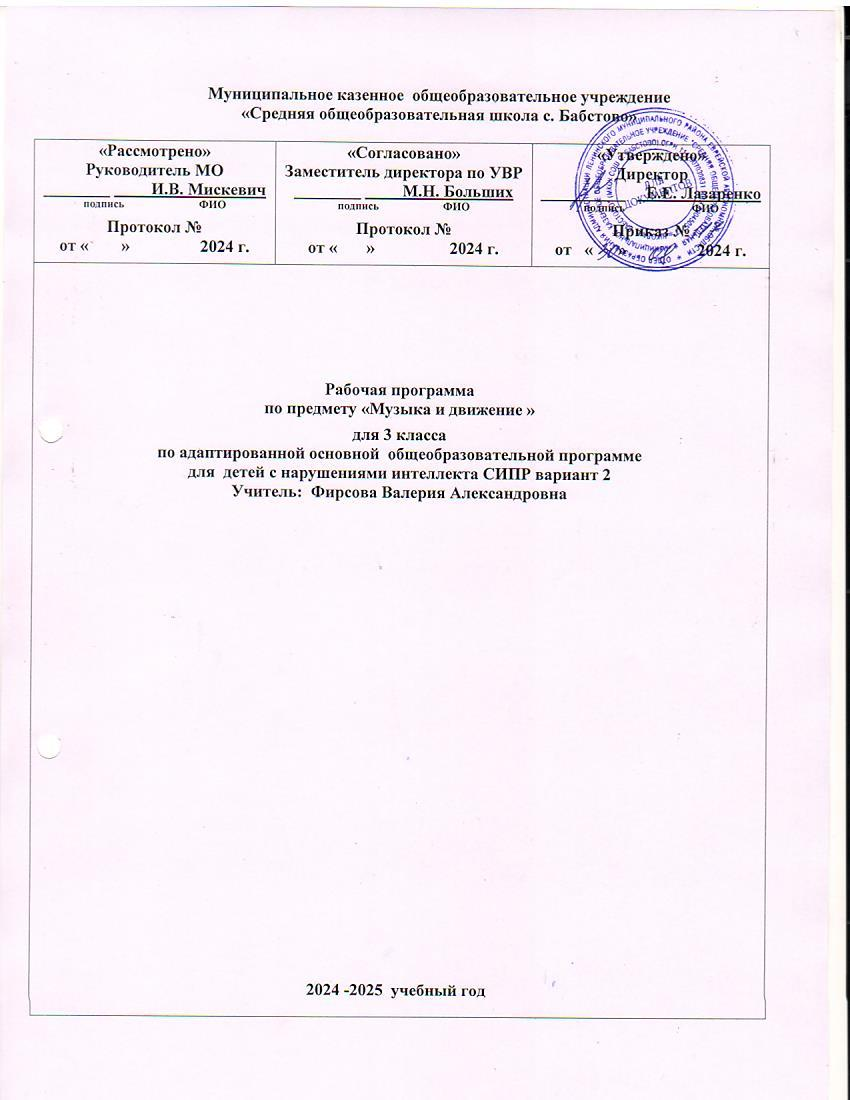 Муниципальное казенное общеобразовательное учреждение
«Средняя общеобразовательная школа с. Бабстово»
«Рассмотрено»
Руководитель МО
И.В. Мискевич
подпись ФИО
Протокол №
от « » 2024 г.
«Согласовано»
Заместитель директора по УВР
М.Н. Больших
подпись ФИО
Протокол №
от « » 2024 г.
«Утверждено»
Директор
Е.Е. Лазаренко
подпись ФИО
Приказ №
от « » 2024 г.
ДЛЯ
ДОКУМЕНТОВ
Рабочая программа
по предмету «Музыка и движение »
для 3 класса
по адаптированной основной общеобразовательной программе
для детей с нарушениями интеллекта СИПР вариант 2
Учитель: Фирсова Валерия Александровна
2024 -2025 учебный год